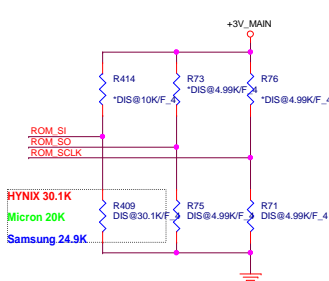 +3V_MAIN
R414
R73
R76
*DIS@10K/F_4
*DIS@4.99K/F_4
*DIS@4.99K/F_4
ROM_SI
ROM_SO
ROM_SCLK
HYNIX 30.1K
Micron 20K
Samsung 24.9K
R409
DIS@30.1K/F_4
R75
DIS@4.99K/F_4
R71
DIS@4.99K/F_4